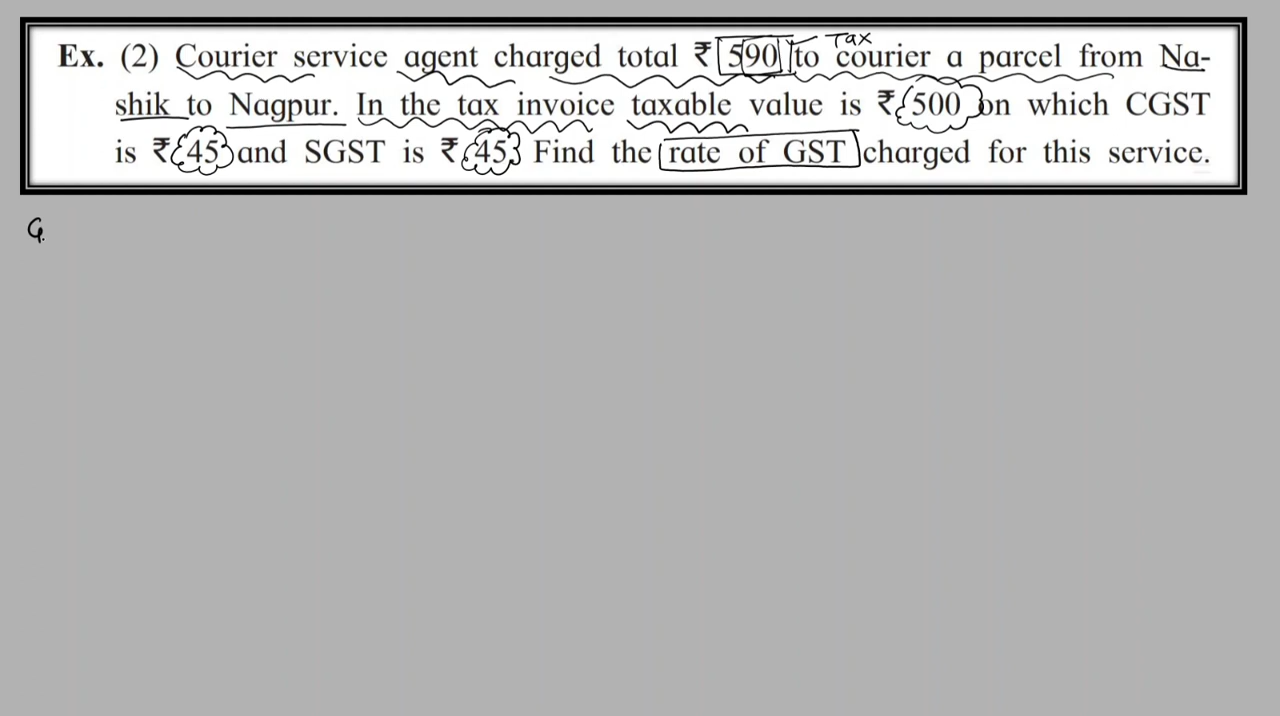 Tax
Ex. (2) Courier service agent charged total ₹ 590 to courier a parcel from Na-
shik to Nagpur. In the tax invoice taxable value is ₹ 500 on which CGST
is ₹ 45 and SGST is ₹ 45. Find the rate of GST charged for this service.
G.